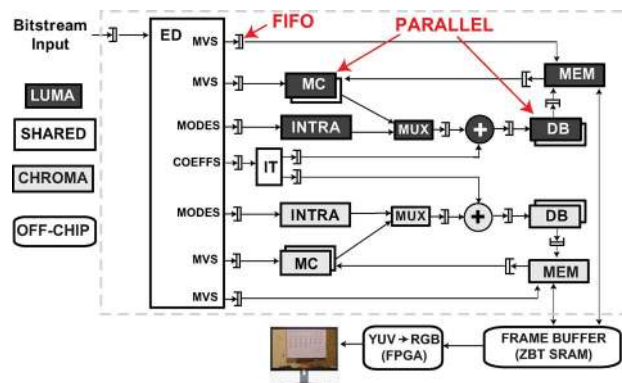 Bitstream
Input
ED
FIFO
PARALLEL
MVS
MEM
LUMA
MVS
MC
SHARED
MODES
INTRA
MUX
+
DB
COEFFS
IT
CHROMA
MODES
INTRA
MUX
+
DB
OFF-CHIP
MVS
MC
MEM
MVS
YUV→RGB
(FPGA)
FRAME BUFFER
(ZBT SRAM)